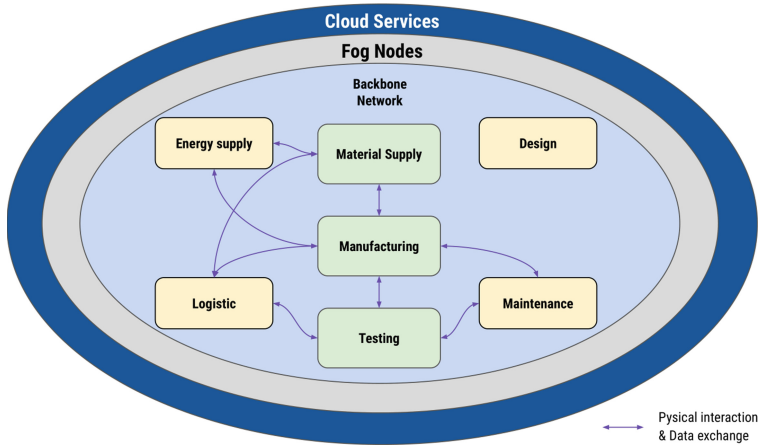 Cloud Services
Fog Nodes
Backbone
Network
Energy supply
Material Supply
Design
Manufacturing
Logistic
Maintenance
Testing
Pysical interaction
& Data exchange